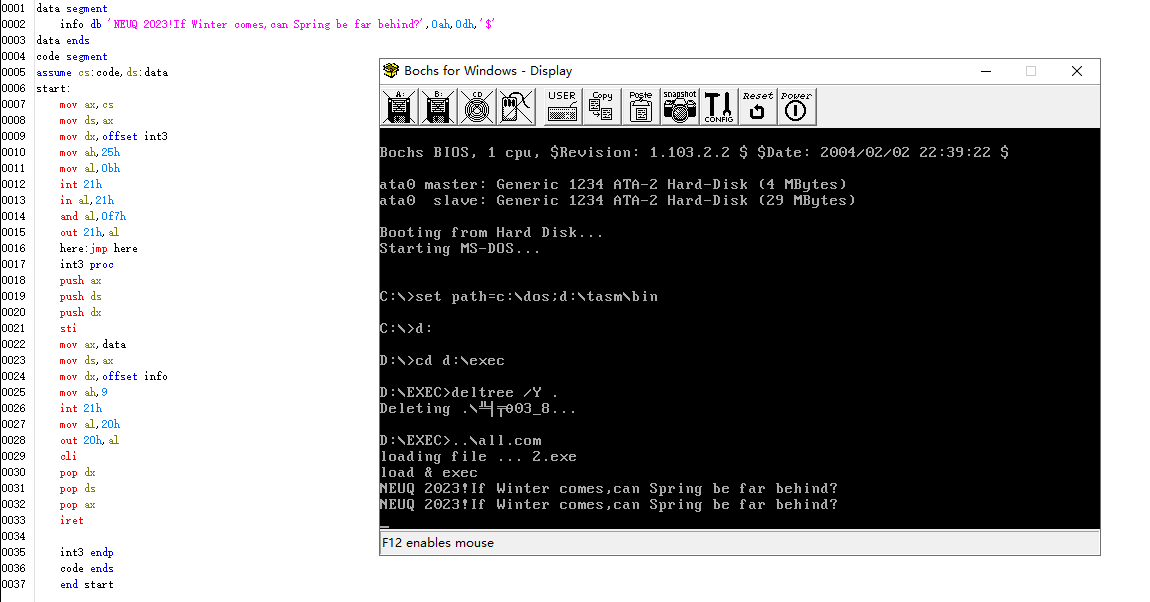 0001 data segment
0002 info db 'NEUQ 2023!If Winter comes,can Spring be far behind?',0ah,0dh,'$'
0003 data ends
0004 code segment
0005 assume cs:code,ds:data
0006 start:
0007 mov ax,cs
0008 mov ds,ax
0009 mov dx,offset int3
0010 mov ah,25h
0011 mov al,0bh
0012 int 21h
0013 in al,21h
0014 and al,0f7h
0015 out 21h,al
0016 here:jmp here
0017 int3 proc
0018 push ax
0019 push ds
0020 push dx
0021 sti
0022 mov ax,data
0023 mov ds,ax
0024 mov dx,offset info
0025 mov ah,9
0026 int 21h
0027 mov al,20h
0028 out 20h,al
0029 cli
0030 pop dx
0031 pop ds
0032 pop ax
0033 iret
0034
0035 int3 endp
0036 code ends
0037 end start
Bochs for Windows - Display
A: B: CD USER Copy Paste snapshot CONFIG Reset Power
Bochs BIOS, 1 cpu, $Revision: 1.103.2.2 $ $Date: 2004/02/02 22:39:22 $
ata0 master: Generic 1234 ATA-2 Hard-Disk (4 MBytes)
ata0  slave: Generic 1234 ATA-2 Hard-Disk (29 MBytes)
Booting from Hard Disk...
Starting MS-DOS...
C:\>set path=c:\dos;d:\tasm\bin
C:\>d:
D:\>cd d:\exec
D:\EXEC>deltree /Y .
Deleting .\╩╡╤θ03_8...
D:\EXEC>..\all.com
loading file ... 2.exe
load & exec
NEUQ 2023!If Winter comes,can Spring be far behind?
NEUQ 2023!If Winter comes,can Spring be far behind?
_
F12 enables mouse